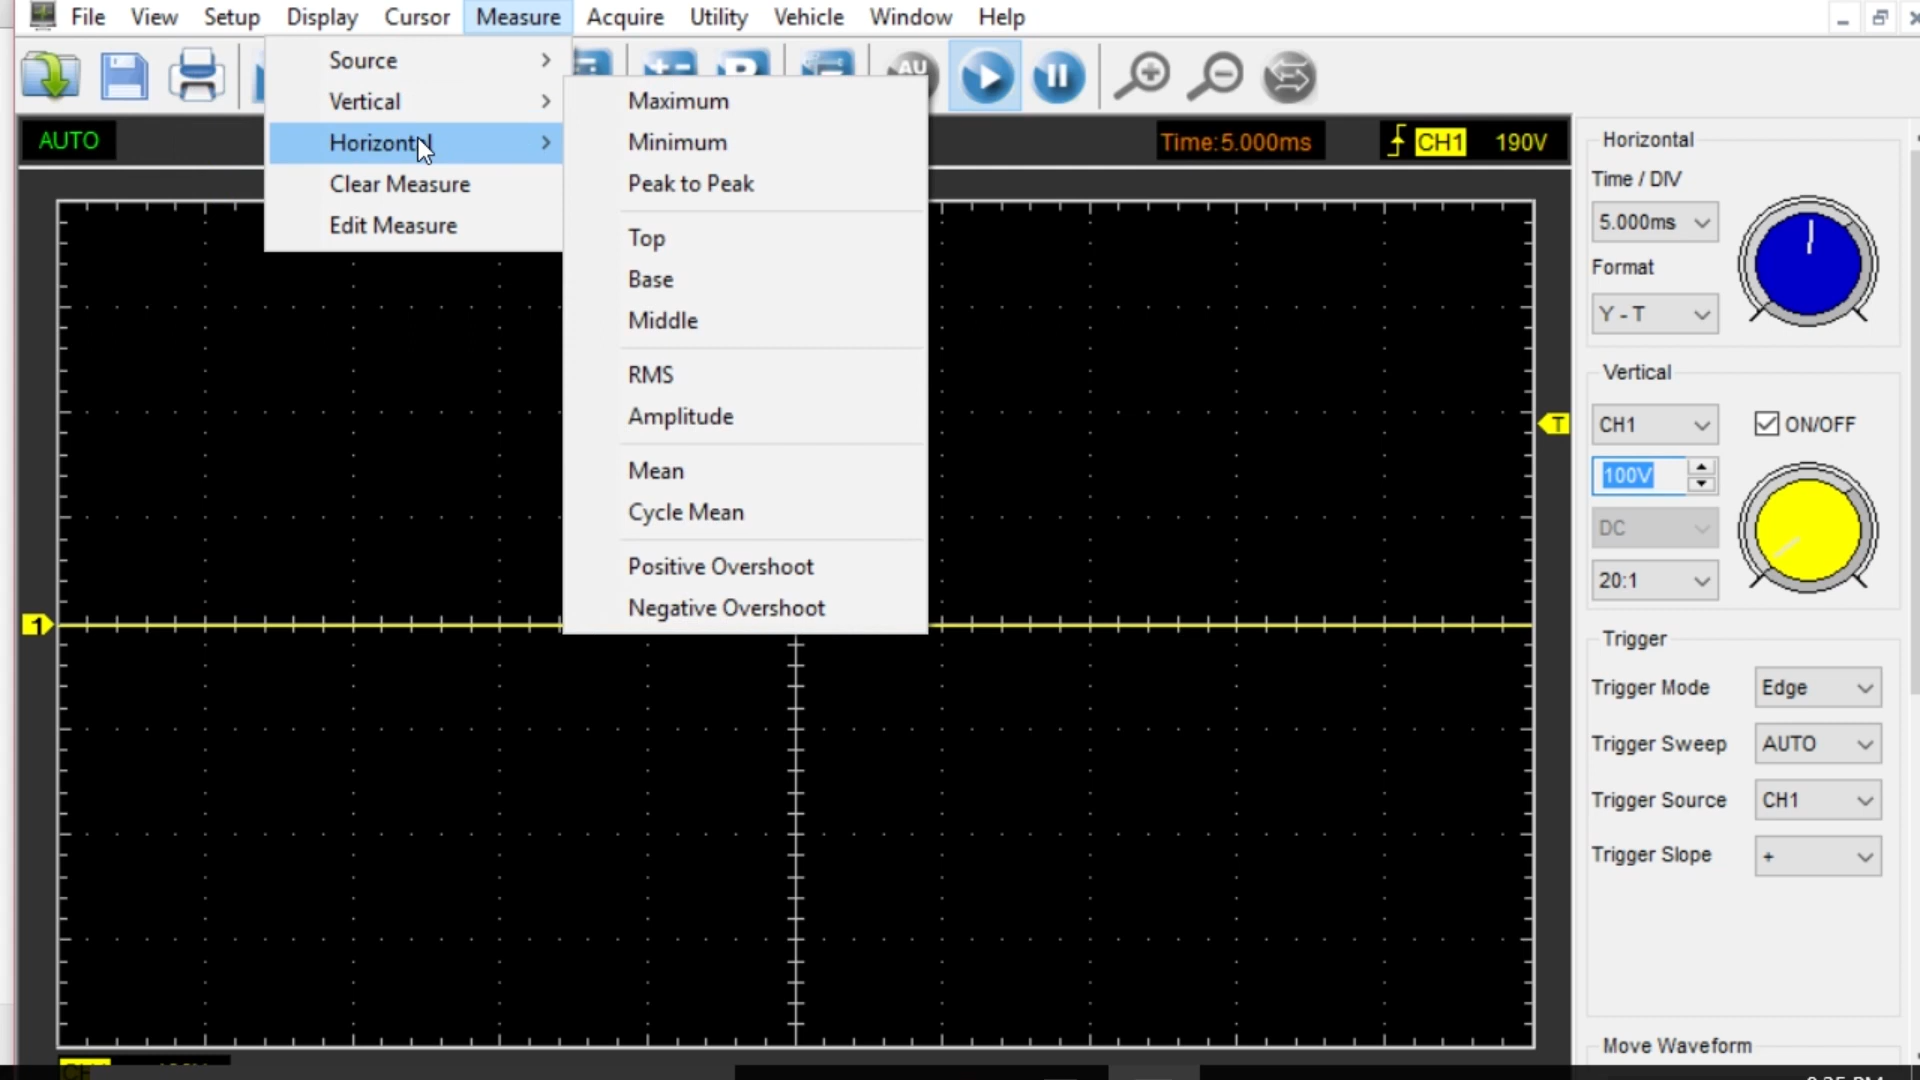 File View Setup Display Cursor Measure Acquire Utility Vehicle Window Help
Source
Vertical
Clear Measure
Edit Measure
Maximum
Minimum
Peak to Peak
Top
Base
Middle
RMS
Amplitude
Mean
Cycle Mean
Positive Overshoot
Negative Overshoot
AU
AUTO
Time:5.000ms
CH1 190V
T
1
Horizontal
Time / DIV
5.000ms
Format
Y - T
Vertical
CH1 ON/OFF
100V
DC
20:1
Trigger
Trigger Mode Edge
Trigger Sweep AUTO
Trigger Source CH1
Trigger Slope +
Move Waveform